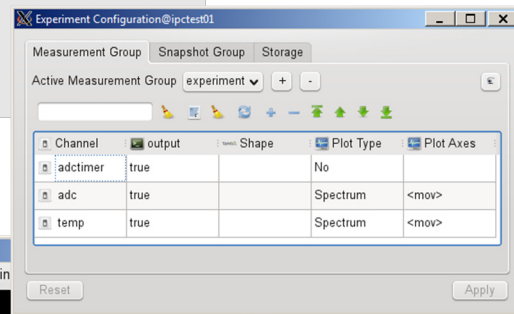 Experiment Configuration@ipctest01
Measurement Group Snapshot Group Storage
Active Measurement Group experiment + -
Channel output Shape Plot Type Plot Axes
adctimer true No
adc true Spectrum <mov>
temp true Spectrum <mov>
in
Reset Apply